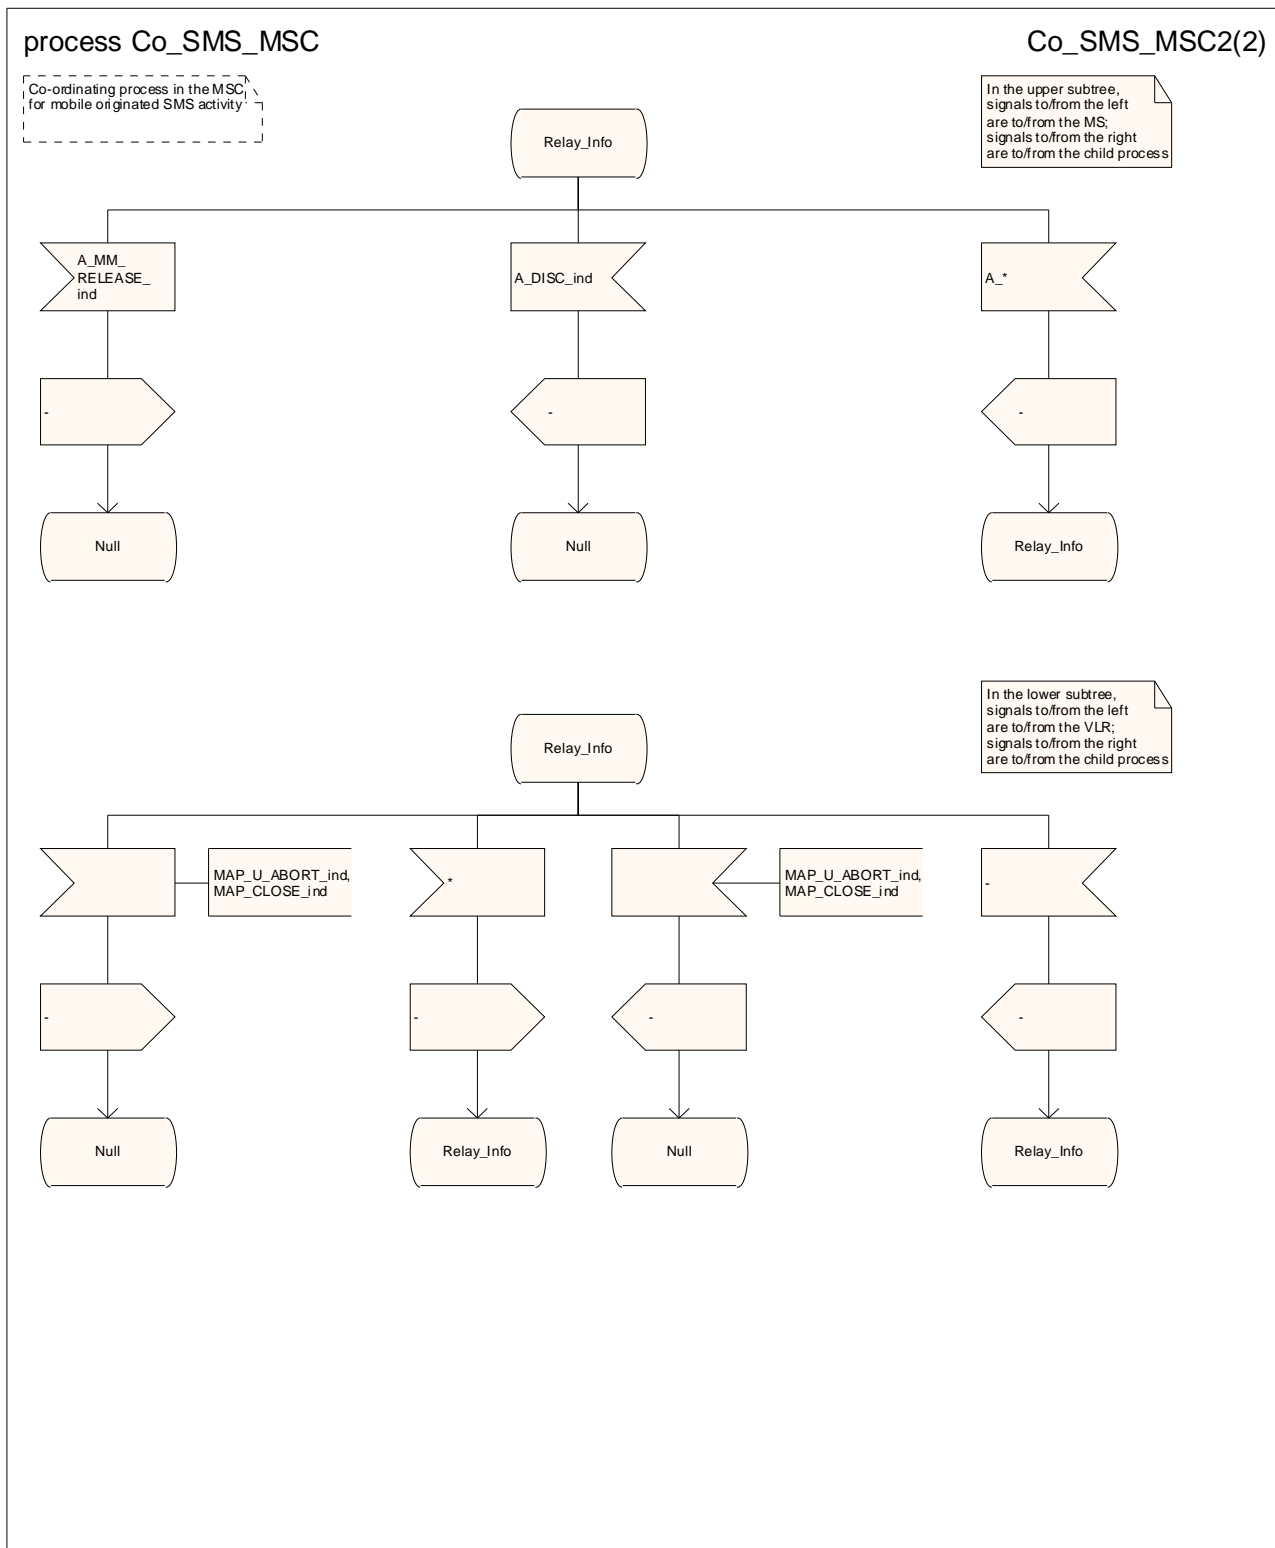 process Co_SMS_MSC
Co_SMS_MSC2(2)
Co-ordinating process in the MSC
for mobile originated SMS activity
In the upper subtree,
signals to/from the left
are to/from the MS;
signals to/from the right
are to/from the child process
Relay_Info
A_MM_
RELEASE_
ind
A_DISC_ind
A_*
-
-
-
Null
Null
Relay_Info
In the lower subtree,
signals to/from the left
are to/from the VLR;
signals to/from the right
are to/from the child process
Relay_Info
MAP_U_ABORT_ind,
MAP_CLOSE_ind
*
MAP_U_ABORT_ind,
MAP_CLOSE_ind
-
-
-
-
-
Null
Relay_Info
Null
Relay_Info